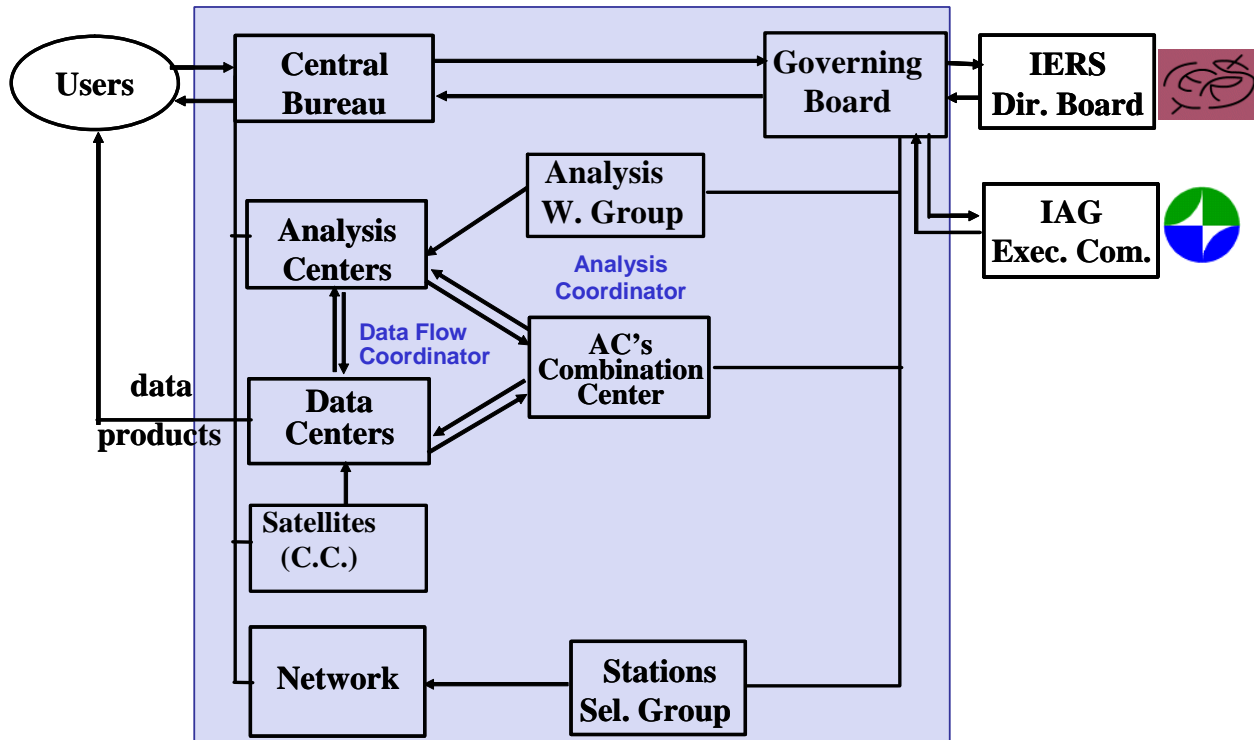 Users
Central
Bureau
Governing
Board
IERS
Dir. Board
Analysis
W. Group
IAG
Exec. Com.
Analysis
Centers
Analysis
Coordinator
Data Flow
Coordinator
AC's
Combination
Center
data
products
Data
Centers
Satellites
(C.C.)
Network
Stations
Sel. Group